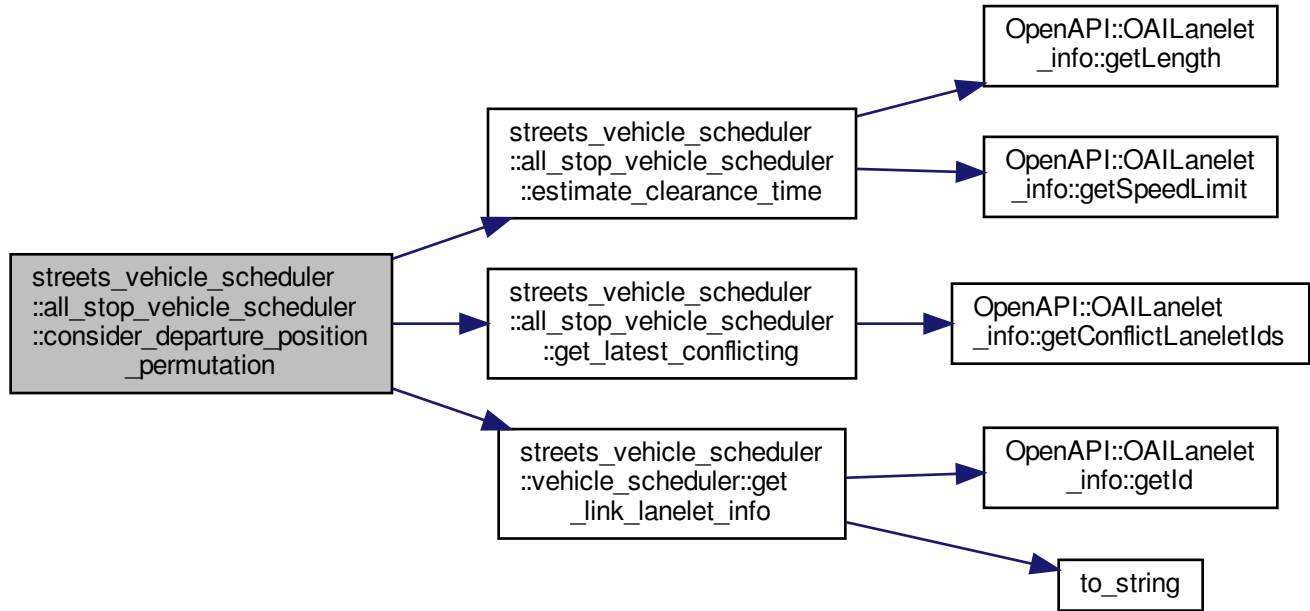 streets_vehicle_scheduler
::all_stop_vehicle_scheduler
::consider_departure_position
_permutation
streets_vehicle_scheduler
::all_stop_vehicle_scheduler
::estimate_clearance_time
streets_vehicle_scheduler
::all_stop_vehicle_scheduler
::get_latest_conflicting
streets_vehicle_scheduler
::vehicle_scheduler::get
_link_lanelet_info
OpenAPI::OAILanelet
_info::getLength
OpenAPI::OAILanelet
_info::getSpeedLimit
OpenAPI::OAILanelet
_info::getConflictLaneletIds
OpenAPI::OAILanelet
_info::getId
to_string